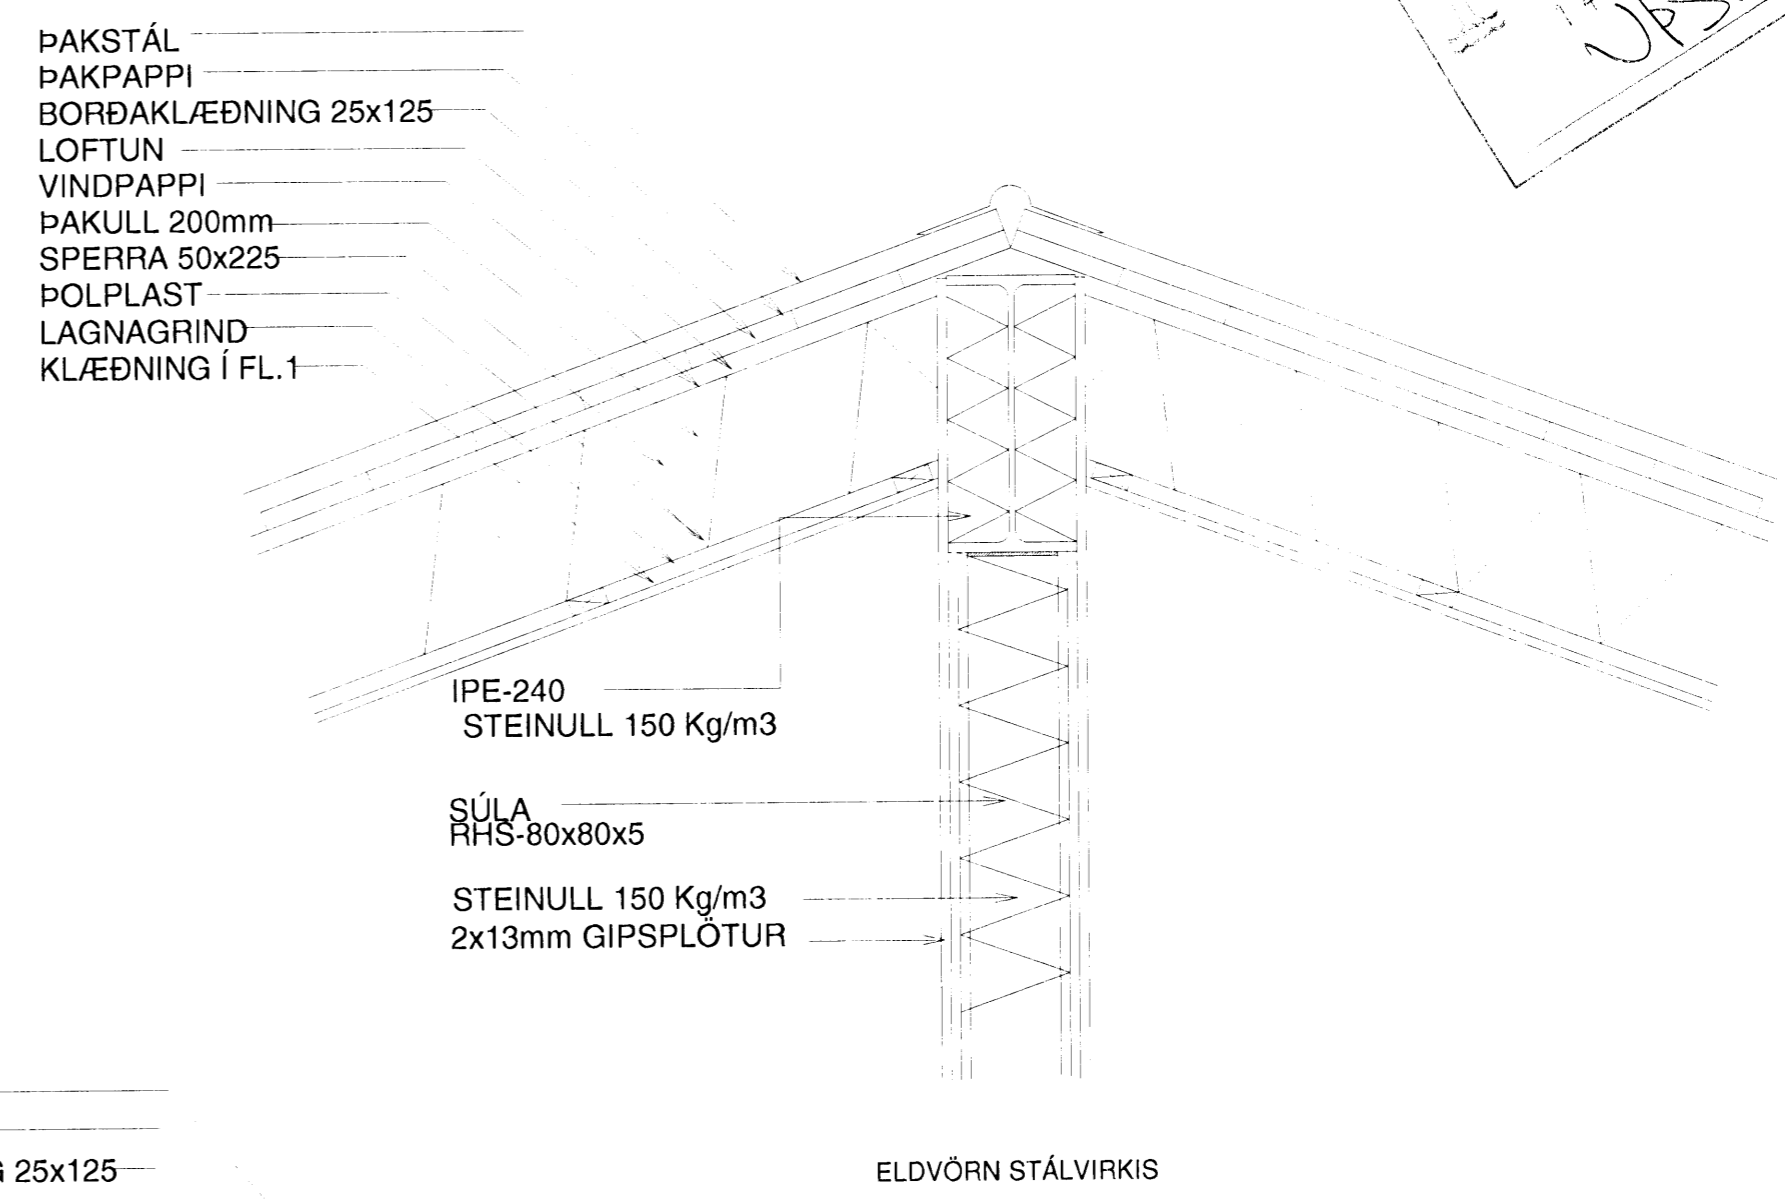 ÞAKSTÁL
ÞAKPAPPI
BORÐAKLÆÐNING 25x125
LOFTUN
VINDPAPPI
ÞAKULL 200mm
SPERRA 50x225
ÞOLPLAST
LAGNAGRIND
KLÆÐNING Í FL.1
IPE-240
STEINULL 150 Kg/m3
SÚLA
RHS-80x80x5
STEINULL 150 Kg/m3
2x13mm GIPSPLÖTUR
25x125
ELDVÖRN STÁLVIRKIS